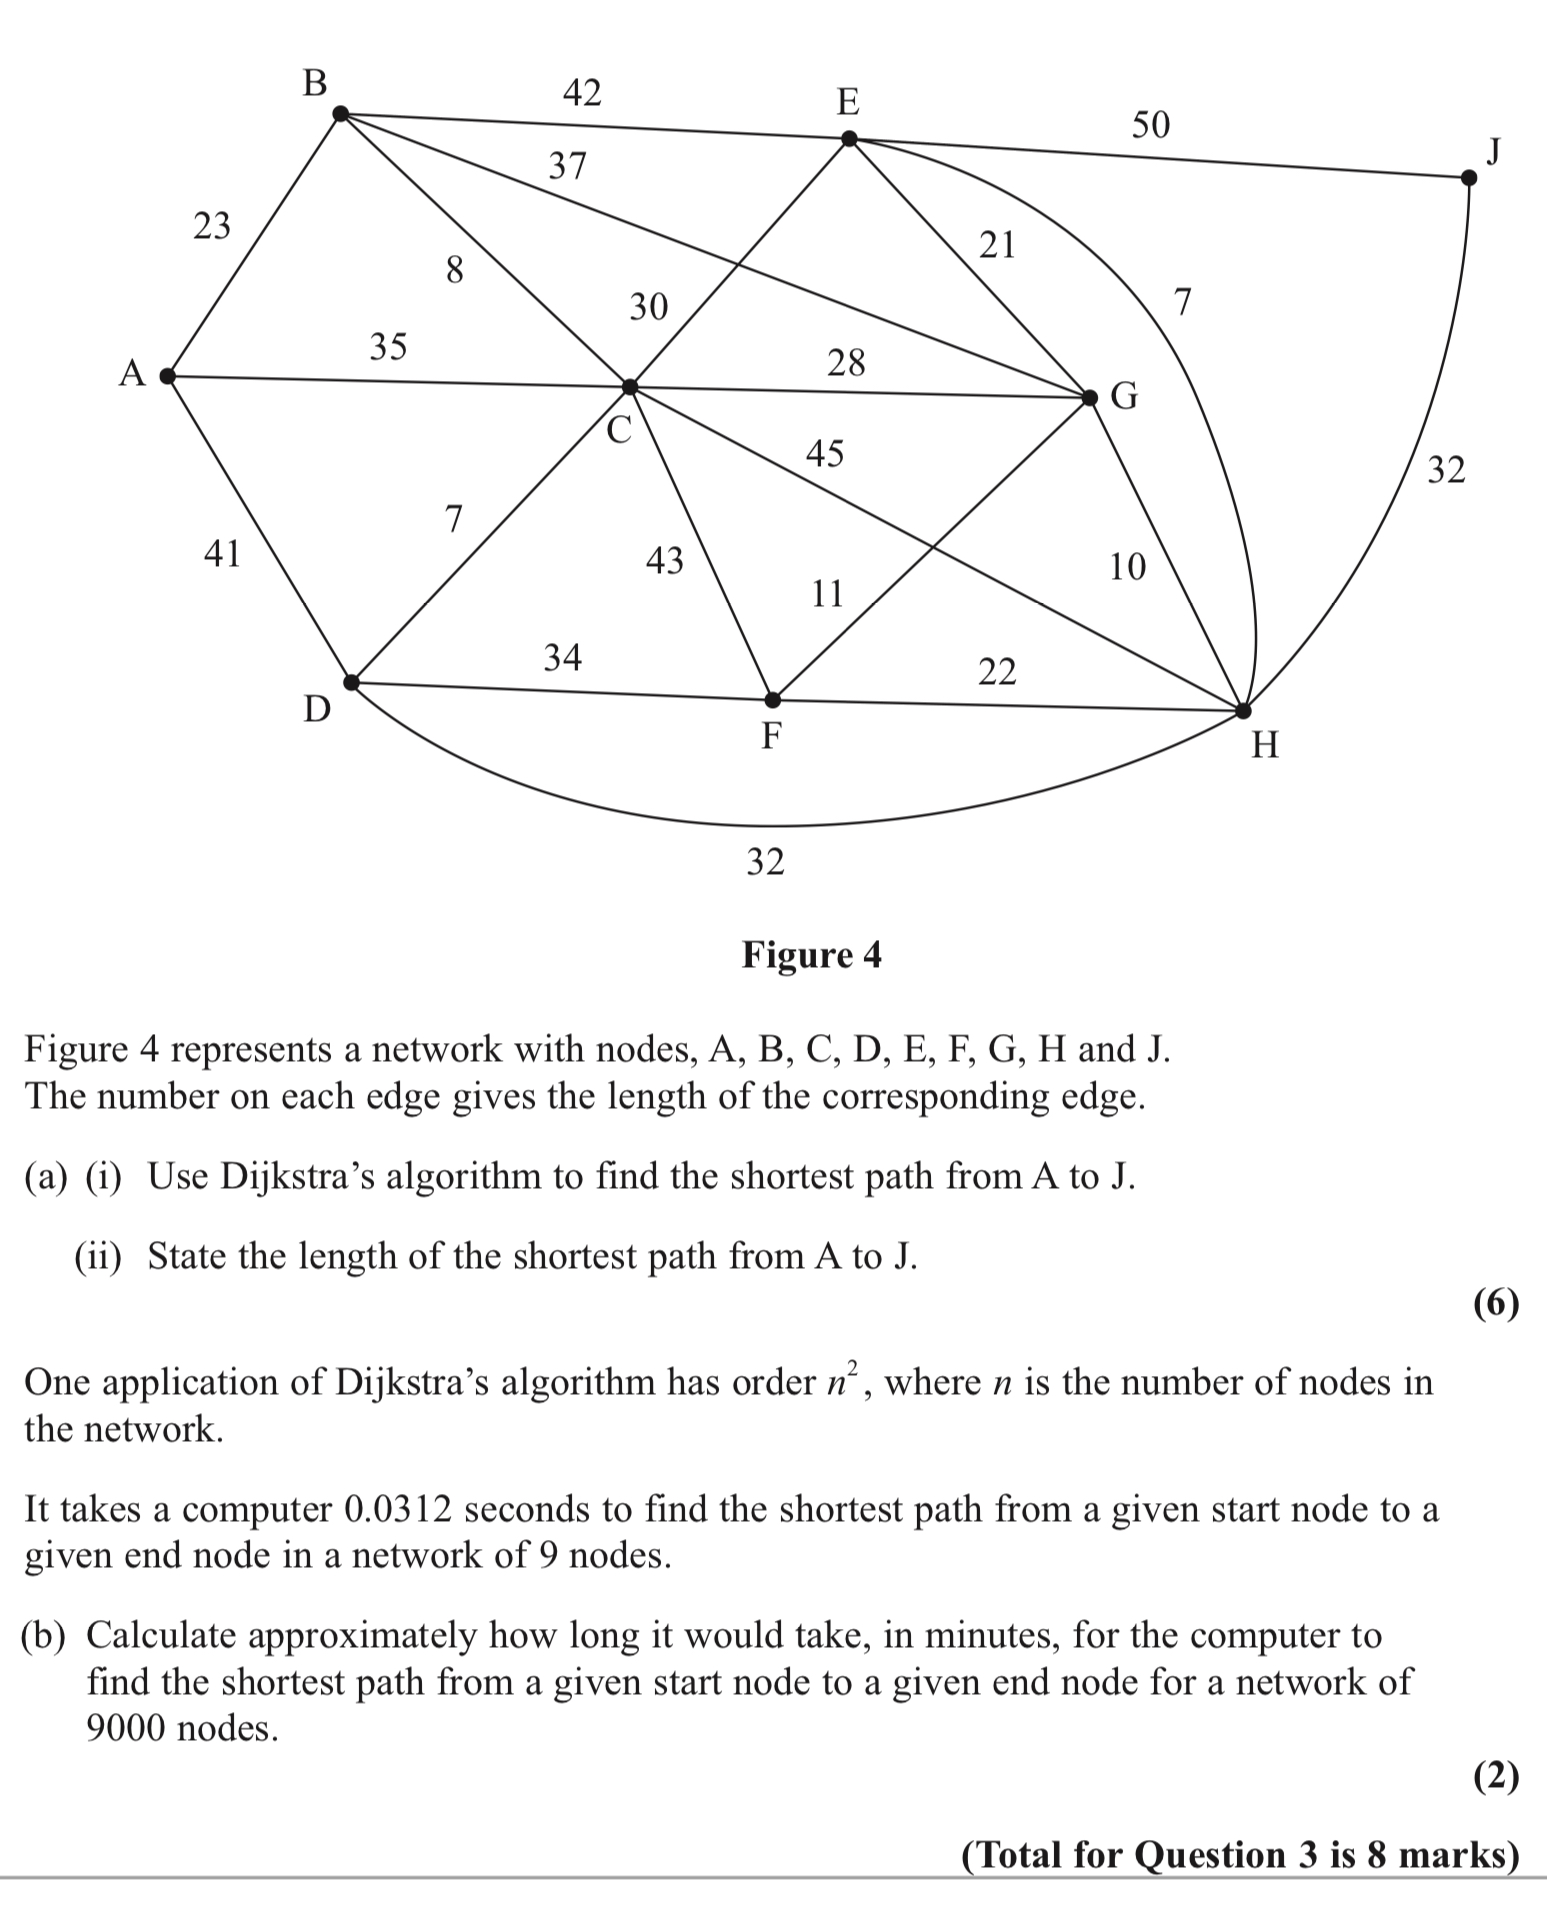 B
42
E
50
J
37
23
21
8
7
30
35
28
A
G
C
45
32
7
41
43
10
11
34
22
D
F
H
32
Figure 4
Figure 4 represents a network with nodes, A, B, C, D, E, F, G, H and J.
The number on each edge gives the length of the corresponding edge.
(a) (i) Use Dijkstra’s algorithm to find the shortest path from A to J.
(ii) State the length of the shortest path from A to J.
(6)
One application of Dijkstra’s algorithm has order n², where n is the number of nodes in
the network.
It takes a computer 0.0312 seconds to find the shortest path from a given start node to a
given end node in a network of 9 nodes.
(b) Calculate approximately how long it would take, in minutes, for the computer to
find the shortest path from a given start node to a given end node for a network of
9000 nodes.
(2)
(Total for Question 3 is 8 marks)